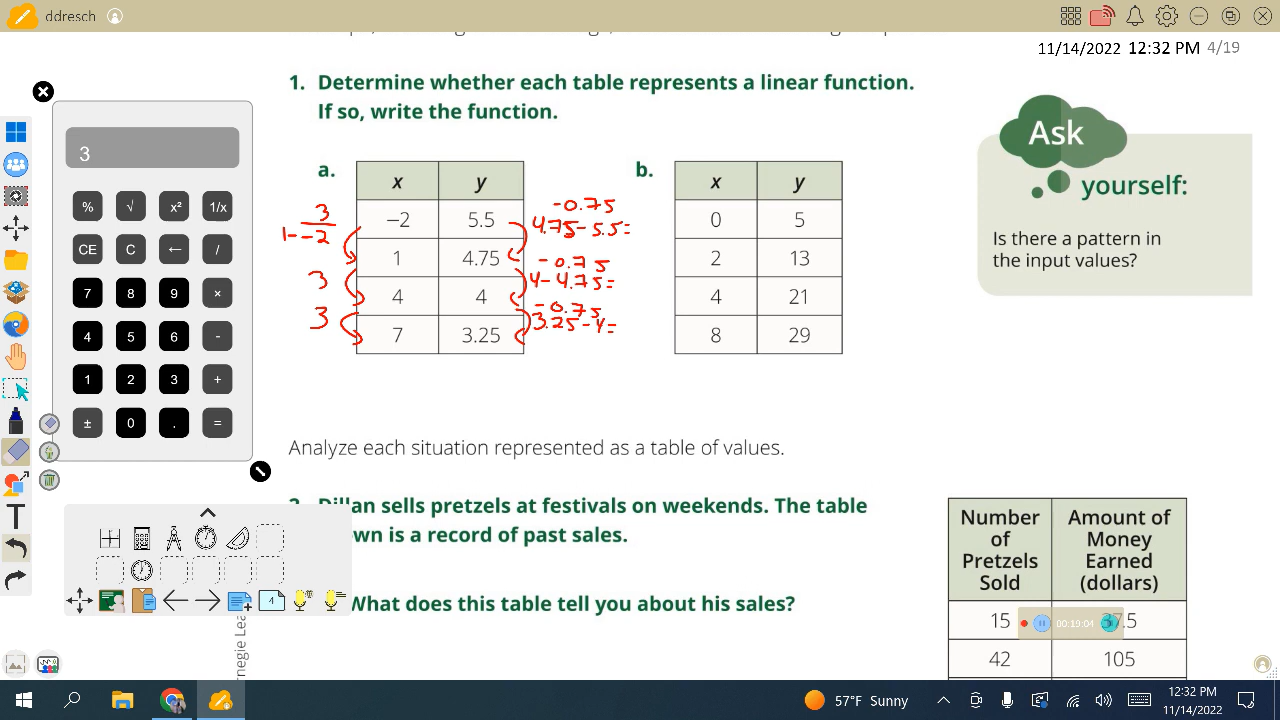 ddresch
11/14/2022 12:32 PM 4/19
1. Determine whether each table represents a linear function.
If so, write the function.
Ask
yourself:
Is there a pattern in
the input values?
3
% √ x² 1/x
CE C ← /
7 8 9 ×
4 5 6 -
1 2 3 +
± 0 . =
a.
x y
−2 5.5
1 4.75
4 4
7 3.25
3
1--2
3
3
-0.75
4.75-5.5=
-0.75
4-4.75=
-0.75
3.25-4=
b.
x y
0 5
2 13
4 21
8 29
Analyze each situation represented as a table of values.
Dillan sells pretzels at festivals on weekends. The table
own is a record of past sales.
What does this table tell you about his sales?
Number of Pretzels Sold
Amount of Money Earned (dollars)
15 37.5
42 105
00:19:04
T
4
rnegie Lea
57°F Sunny
12:32 PM
11/14/2022